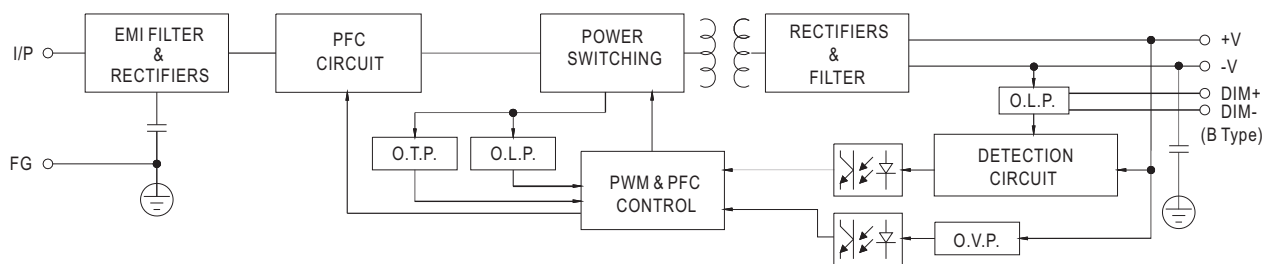 I/P
EMI FILTER
&
RECTIFIERS
PFC
CIRCUIT
POWER
SWITCHING
RECTIFIERS
&
FILTER
+V
-V
DIM+
DIM-
(B Type)
O.L.P.
FG
O.T.P.
O.L.P.
PWM & PFC
CONTROL
DETECTION
CIRCUIT
O.V.P.